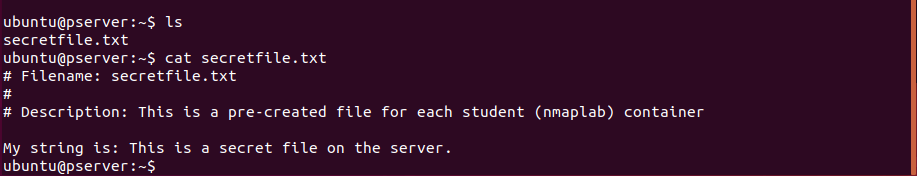 ubuntu@pserver:~$ ls
secretfile.txt
ubuntu@pserver:~$ cat secretfile.txt
# Filename: secretfile.txt
#
# Description: This is a pre-created file for each student (nmaplab) container
My string is: This is a secret file on the server.
ubuntu@pserver:~$